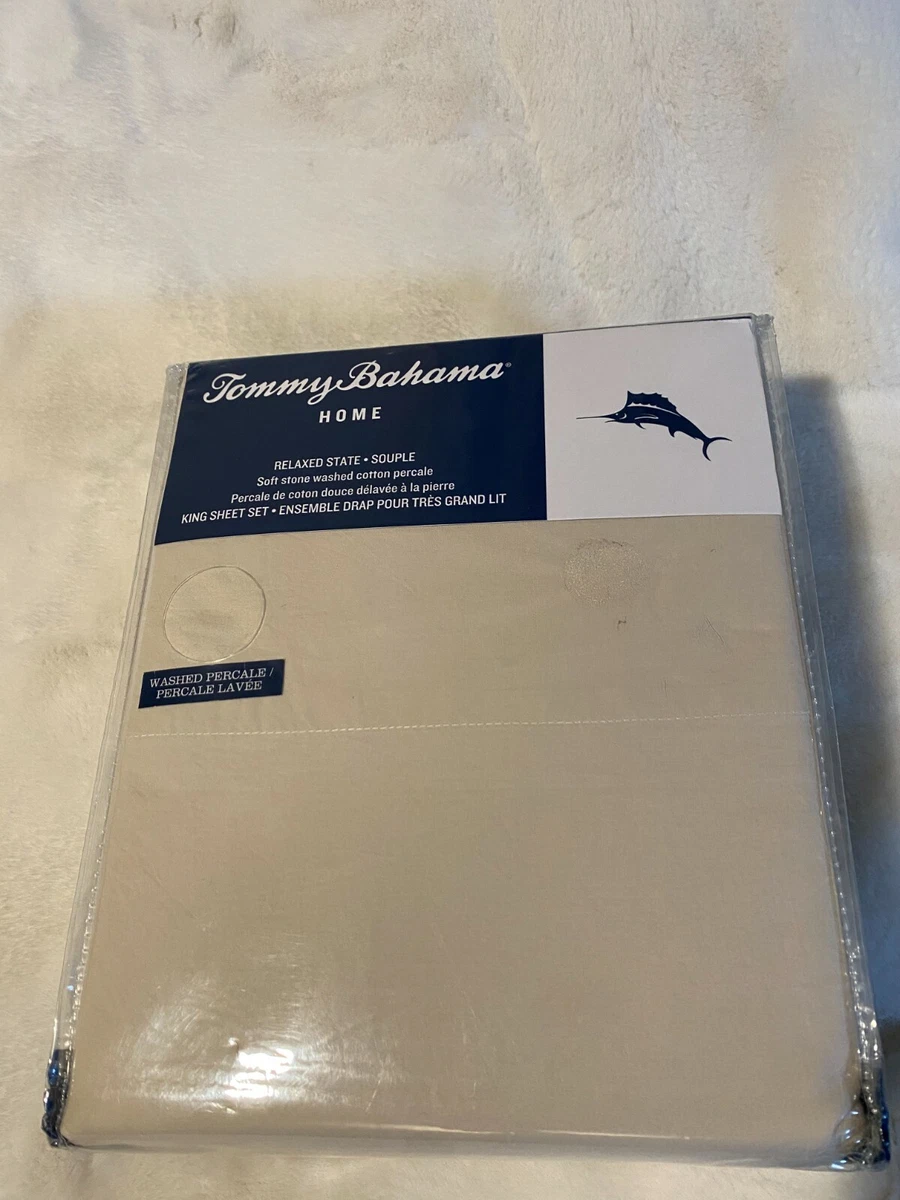 Tommy Bahama®
HOME
RELAXED STATE • SOUPLE
Soft stone washed cotton percale
Percale de coton douce délavée à la pierre
KING SHEET SET • ENSEMBLE DRAP POUR TRÈS GRAND LIT
WASHED PERCALE /
PERCALE LAVÉE